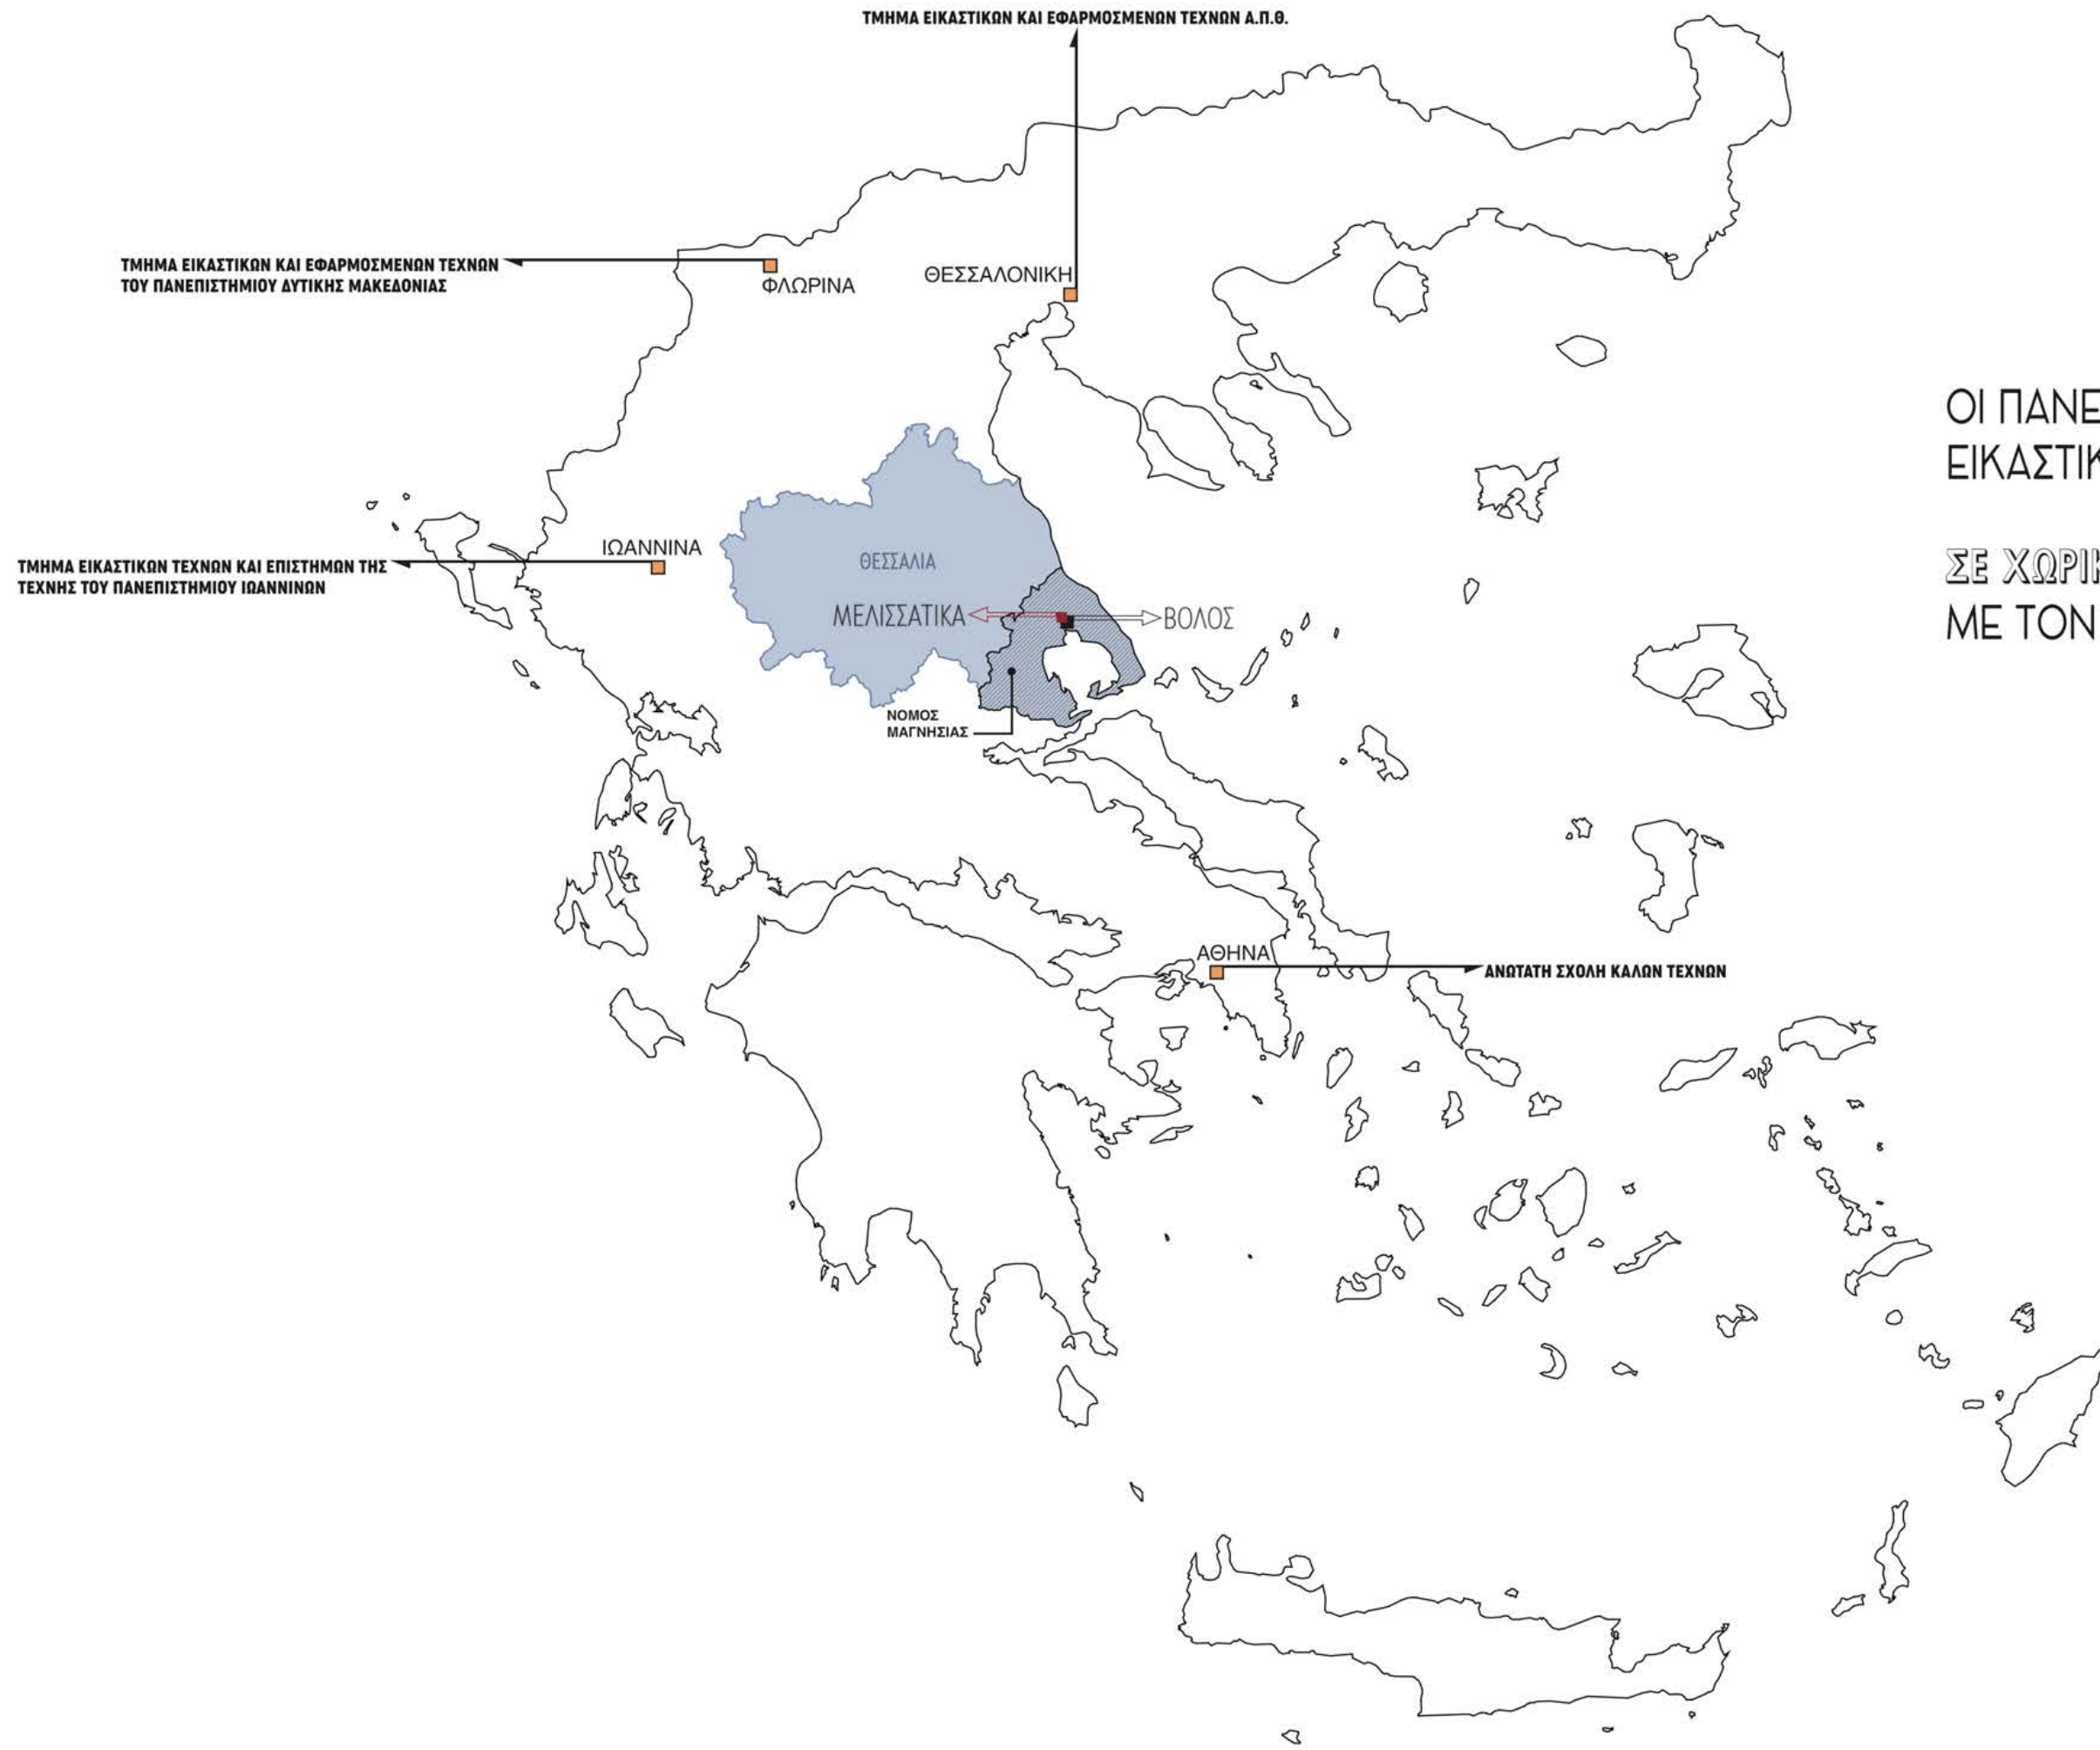 ΤΜΗΜΑ ΕΙΚΑΣΤΙΚΩΝ ΚΑΙ ΕΦΑΡΜΟΣΜΕΝΩΝ ΤΕΧΝΩΝ Α.Π.Θ.
ΤΜΗΜΑ ΕΙΚΑΣΤΙΚΩΝ ΚΑΙ ΕΦΑΡΜΟΣΜΕΝΩΝ ΤΕΧΝΩΝ
ΤΟΥ ΠΑΝΕΠΙΣΤΗΜΙΟΥ ΔΥΤΙΚΗΣ ΜΑΚΕΔΟΝΙΑΣ
ΦΛΩΡΙΝΑ
ΘΕΣΣΑΛΟΝΙΚΗ
ΟΙ ΠΑΝΕ
ΕΙΚΑΣΤΙΚ
ΣΕ ΧΩΡΙΚ
ΜΕ ΤΟΝ
ΙΩΑΝΝΙΝΑ
ΤΜΗΜΑ ΕΙΚΑΣΤΙΚΩΝ ΤΕΧΝΩΝ ΚΑΙ ΕΠΙΣΤΗΜΩΝ ΤΗΣ
ΤΕΧΝΗΣ ΤΟΥ ΠΑΝΕΠΙΣΤΗΜΙΟΥ ΙΩΑΝΝΙΝΩΝ
ΘΕΣΣΑΛΙΑ
ΜΕΛΙΣΣΑΤΙΚΑ
ΒΟΛΟΣ
ΝΟΜΟΣ
ΜΑΓΝΗΣΙΑΣ
ΑΘΗΝΑ
ΑΝΩΤΑΤΗ ΣΧΟΛΗ ΚΑΛΩΝ ΤΕΧΝΩΝ